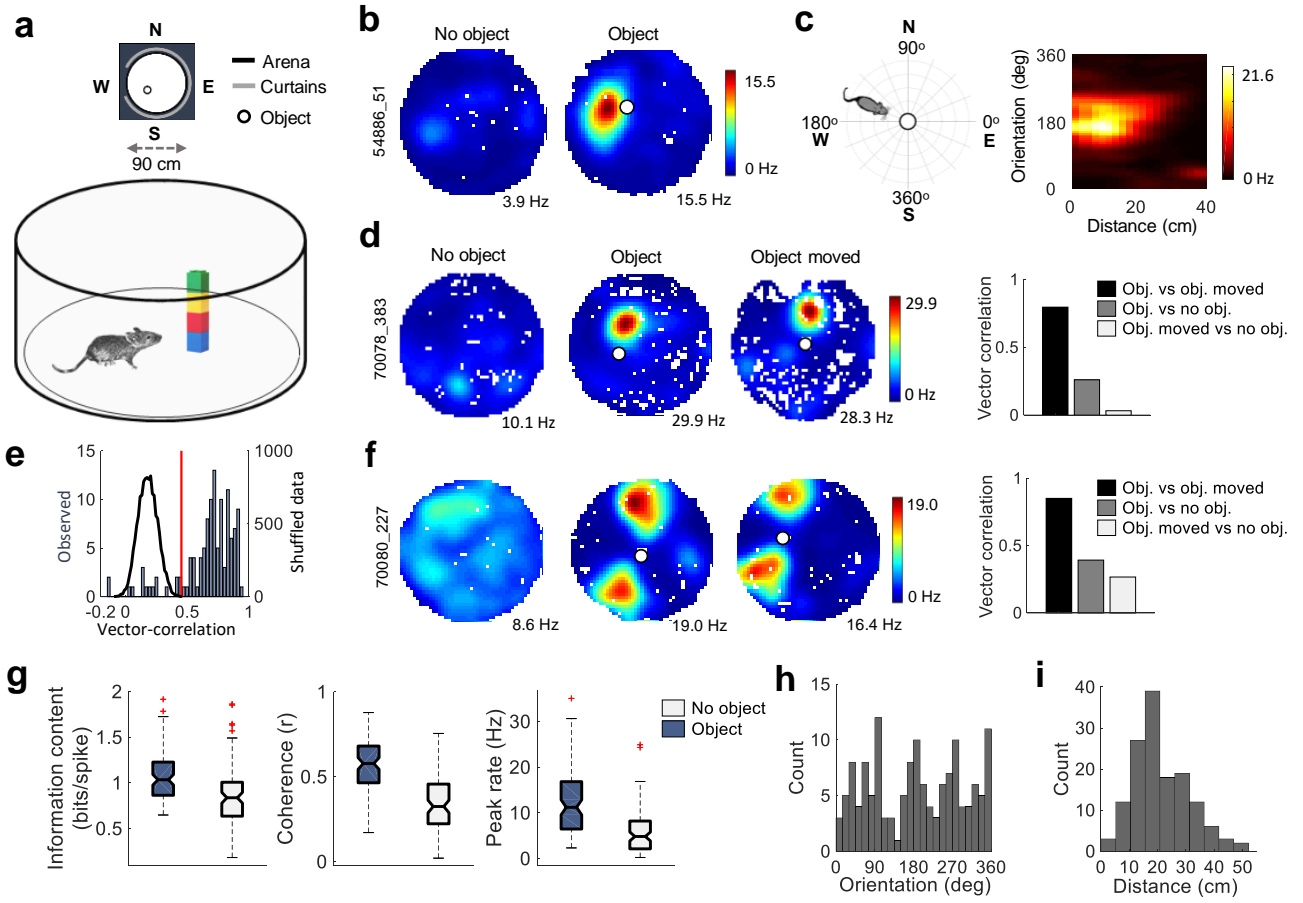 a
N
W
E
S
90 cm
Arena
Curtains
Object
b
No object
Object
54886_51
3.9 Hz
15.5 Hz
15.5
0 Hz
c
N
90º
180º
W
0º
E
360º
S
Orientation (deg)
360
180
0
0 20 40
Distance (cm)
21.6
0 Hz
d
No object
Object
Object moved
70078_383
10.1 Hz
29.9 Hz
28.3 Hz
29.9
0 Hz
Vector correlation
1
0.5
0
Obj. vs obj. moved
Obj. vs no obj.
Obj. moved vs no obj.
e
Observed
15
10
5
0
1000
500
0
Shuffled data
-0.2 0 0.5 1
Vector-correlation
f
70080_227
8.6 Hz
19.0 Hz
16.4 Hz
19.0
0 Hz
Vector correlation
1
0.5
0
Obj. vs obj. moved
Obj. vs no obj.
Obj. moved vs no obj.
g
Information content
(bits/spike)
2
1.5
1
0.5
Coherence (r)
1
0.5
0
Peak rate (Hz)
30
20
10
0
No object
Object
h
Count
15
10
5
0
0 90 180 270 360
Orientation (deg)
i
Count
40
20
0
0 10 20 30 40 50
Distance (cm)